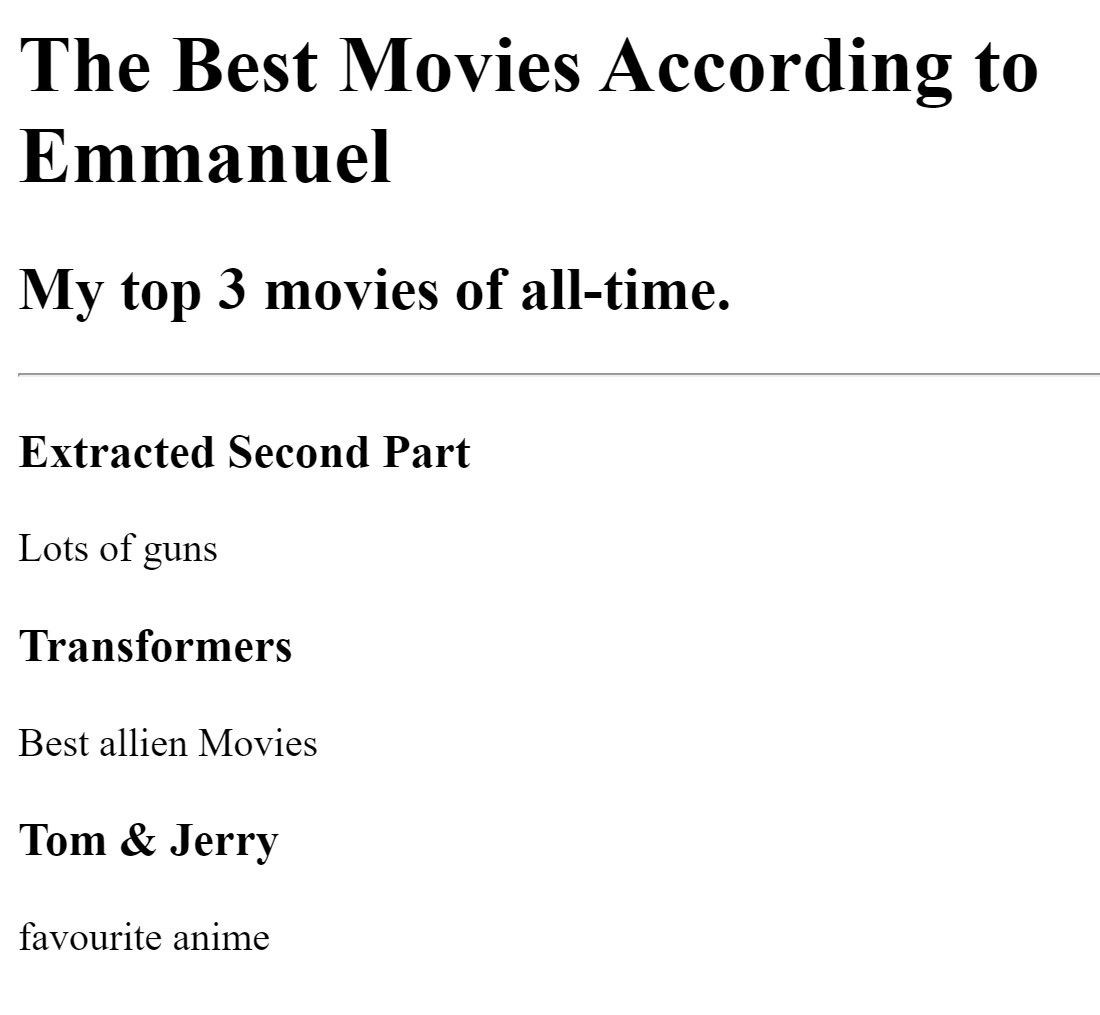 The Best Movies According to
Emmanuel
My top 3 movies of all-time.
Extracted Second Part
Lots of guns
Transformers
Best allien Movies
Tom & Jerry
favourite anime